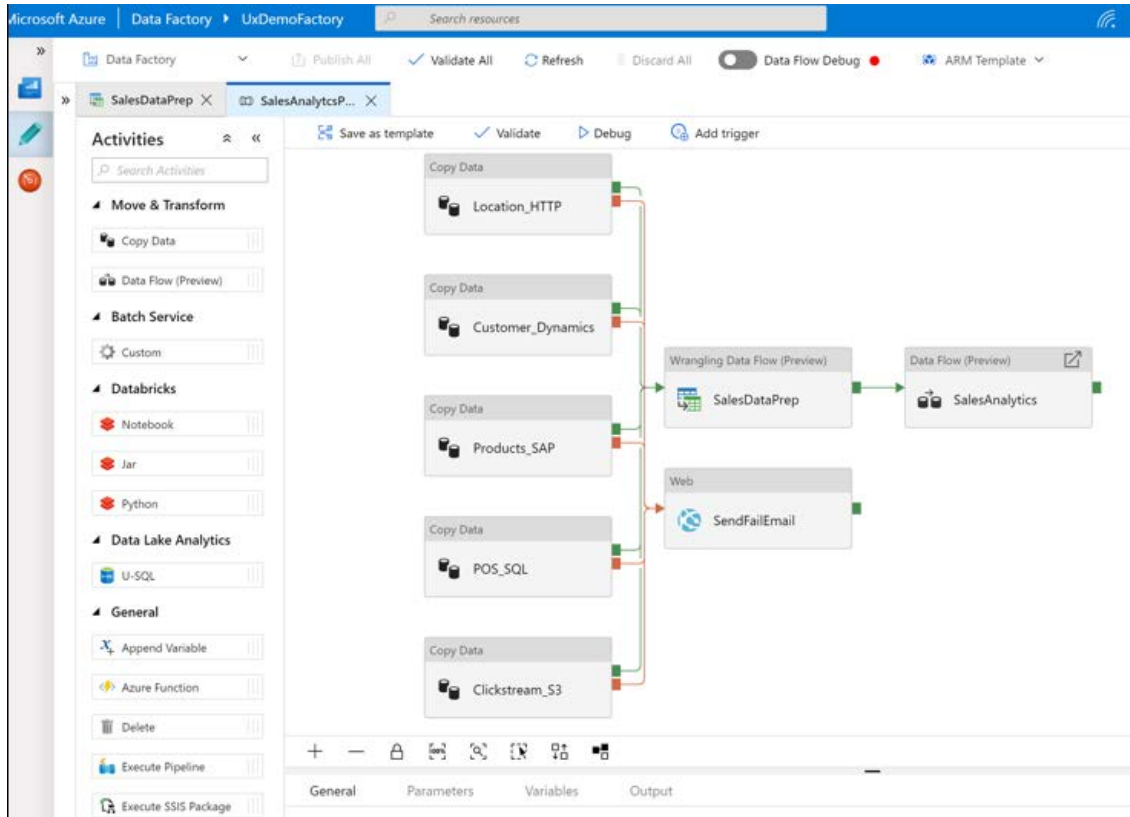 Microsoft Azure Data Factory UxDemoFactory Search resources
Data Factory Publish All Validate All Refresh Discard All Data Flow Debug ARM Template
SalesDataPrep SalesAnalytcsP...
Activities
Search Activities
Move & Transform
Copy Data
Data Flow (Preview)
Batch Service
Custom
Databricks
Notebook
Jar
Python
Data Lake Analytics
U-SQL
General
Append Variable
Azure Function
Delete
Execute Pipeline
Execute SSIS Package
Save as template Validate Debug Add trigger
Copy Data
Location_HTTP
Copy Data
Customer_Dynamics
Copy Data
Products_SAP
Copy Data
POS_SQL
Copy Data
Clickstream_S3
Wrangling Data Flow (Preview)
SalesDataPrep
Web
SendFailEmail
Data Flow (Preview)
SalesAnalytics
100%
General Parameters Variables Output